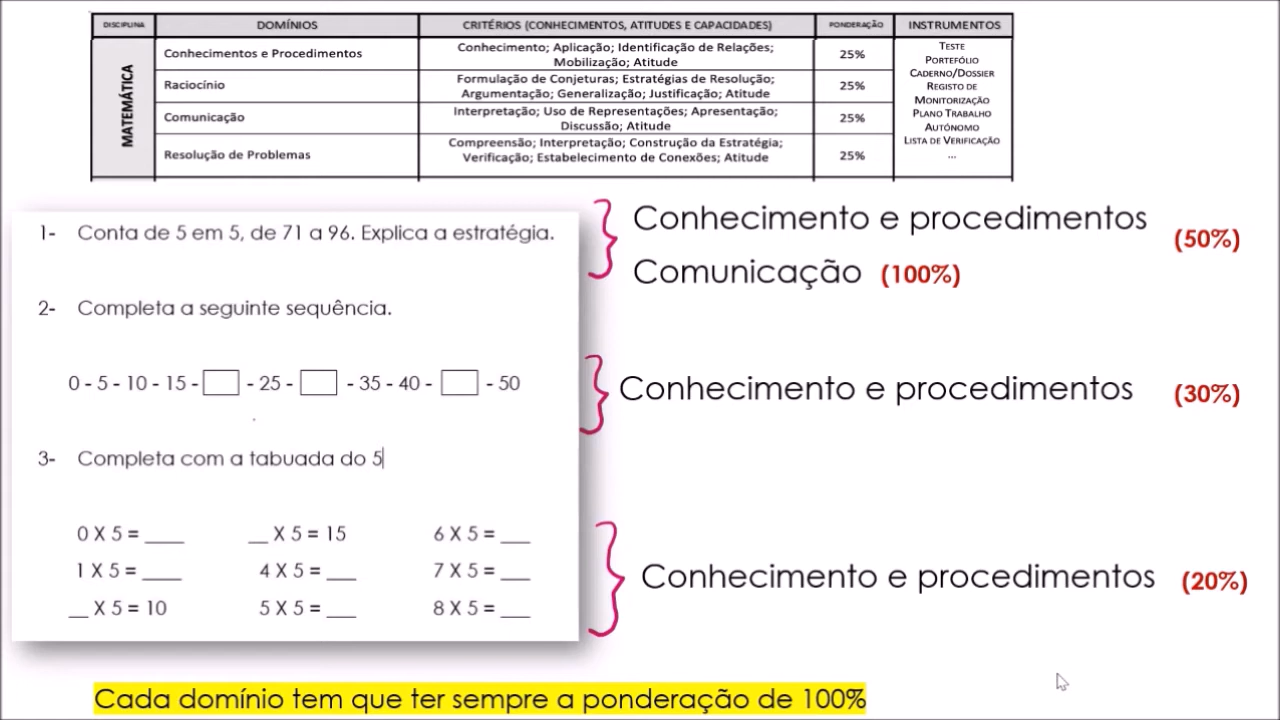 DISCIPLINA DOMÍNIOS CRITÉRIOS (CONHECIMENTOS, ATITUDES E CAPACIDADES) PONDERAÇÃO INSTRUMENTOS
MATEMÁTICA
Conhecimentos e Procedimentos
Conhecimento; Aplicação; Identificação de Relações;
Mobilização; Atitude
25%
Raciocínio
Formulação de Conjeturas; Estratégias de Resolução;
Argumentação; Generalização; Justificação; Atitude
25%
Comunicação
Interpretação; Uso de Representações; Apresentação;
Discussão; Atitude
25%
Resolução de Problemas
Compreensão; Interpretação; Construção da Estratégia;
Verificação; Estabelecimento de Conexões; Atitude
25%
TESTE
PORTEFÓLIO
CADERNO/DOSSIER
REGISTO DE
MONITORIZAÇÃO
PLANO TRABALHO
AUTÓNOMO
LISTA DE VERIFICAÇÃO
...
1- Conta de 5 em 5, de 71 a 96. Explica a estratégia.
Conhecimento e procedimentos (50%)
Comunicação (100%)
2- Completa a seguinte sequência.
0 - 5 - 10 - 15 - - 25 - - 35 - 40 - - 50
Conhecimento e procedimentos (30%)
3- Completa com a tabuada do 5
0 X 5 = ____ __ X 5 = 15 6 X 5 = ___
1 X 5 = ____ 4 X 5 = ___ 7 X 5 = ___
__ X 5 = 10 5 X 5 = ___ 8 X 5 = ___
Conhecimento e procedimentos (20%)
Cada domínio tem que ter sempre a ponderação de 100%